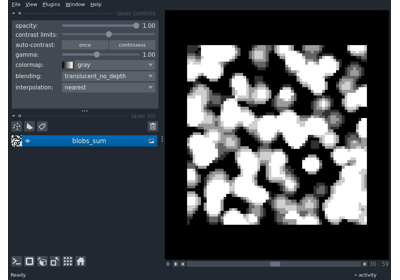 File View Plugins Window Help
layer controls
opacity: 1.00
contrast limits:
auto-contrast: once continuous
gamma: 1.00
colormap: gray
blending: translucent_no_depth
interpolation: nearest
layer list
blobs_sum
30 59
Ready activity